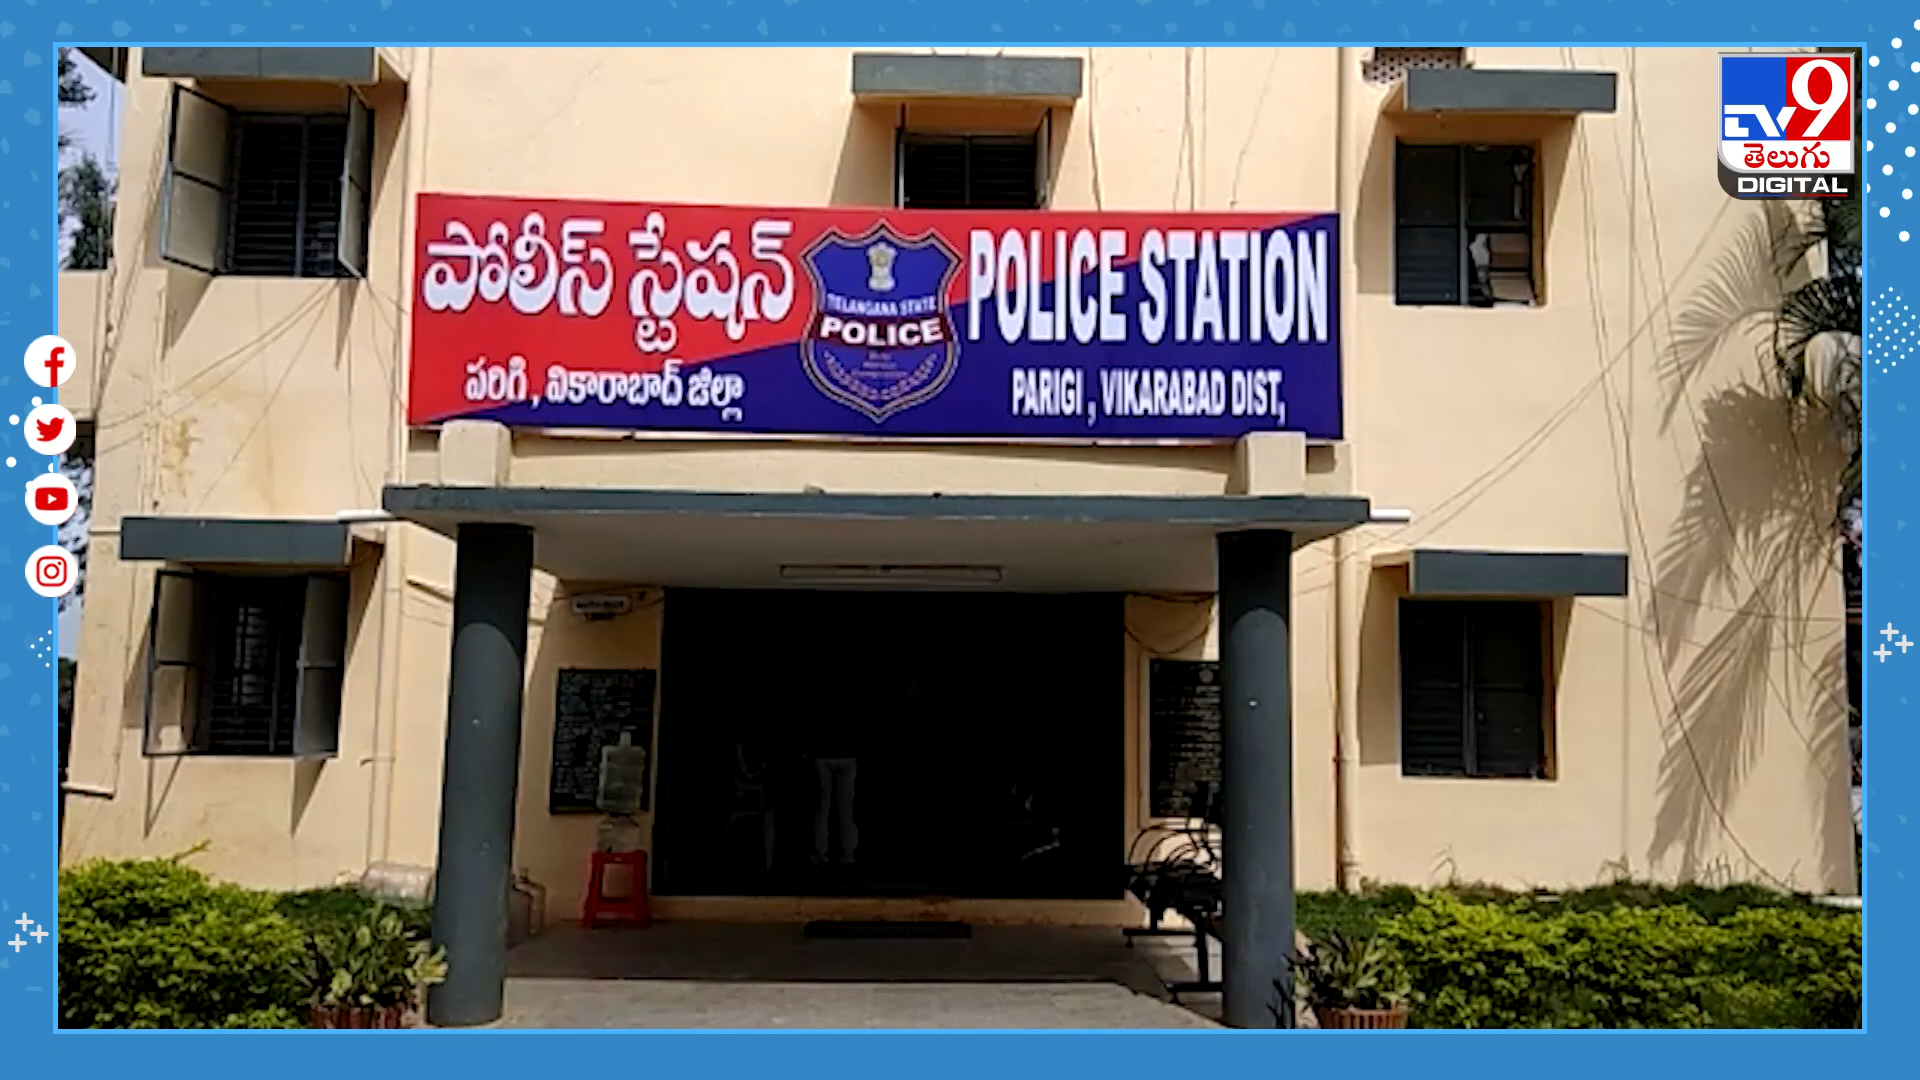 TV9
తెలుగు
DIGITAL
పోలీస్ స్టేషన్
పరిగి, వికారాబాద్ జిల్లా
TELANGANA STATE
POLICE
POLICE STATION
PARIGI, VIKARABAD DIST,